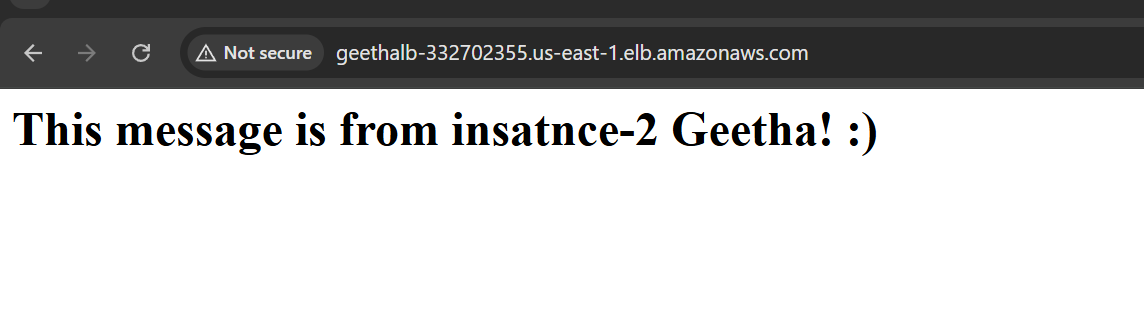 Not secure geethalb-332702355.us-east-1.elb.amazonaws.com
This message is from insatnce-2 Geetha! :)